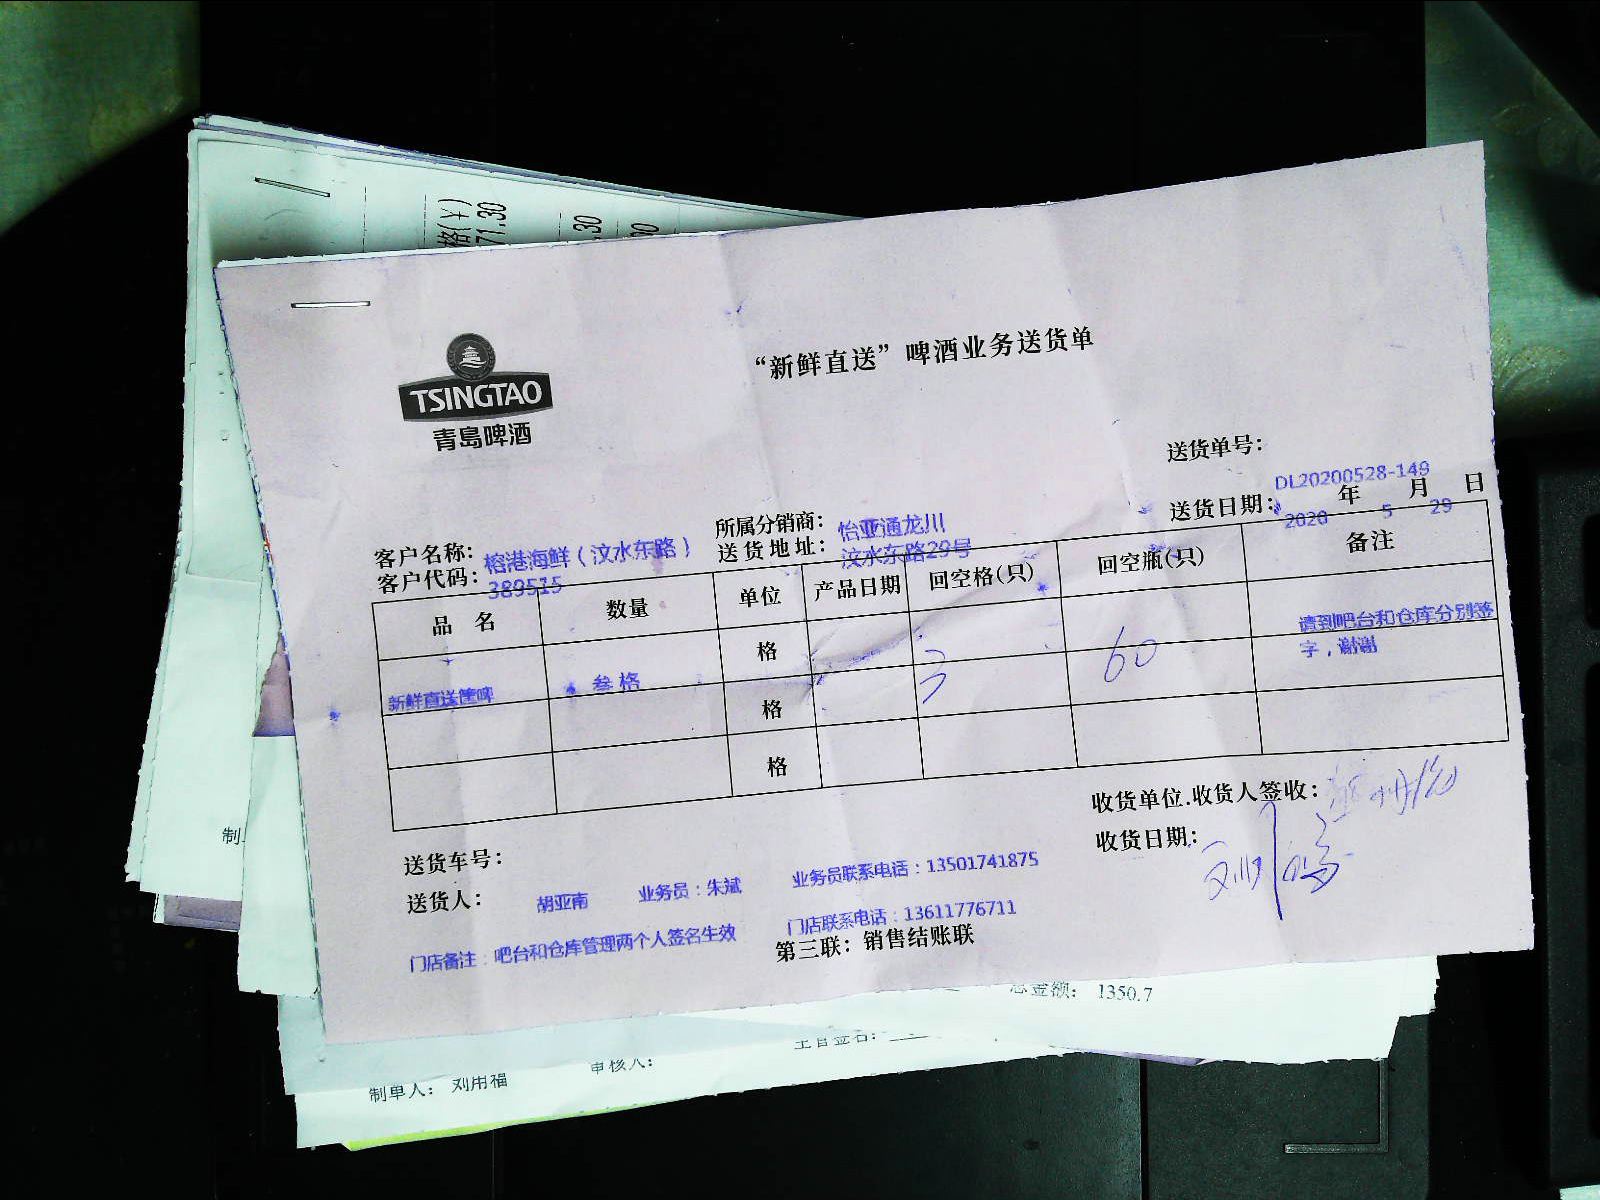 格(大
71.30
.30
00
TSINGTAO
青岛啤酒
“新鲜直送”啤酒业务送货单
送货单号：
DL20200528-149
送货日期： 2020 年 5 月 29 日
所属分销商： 怡亚通龙川
客户名称： 榕港海鲜（汶水东路） 送货地址： 汶水东路29号
客户代码： 389515
品 名 数量 单位 产品日期 回空格(只) 回空瓶(只) 备注
新鲜直送筐啤 叁格 格 3 60 请到吧台和仓库分别签
字，谢谢
格
格
收货单位.收货人签收：
收货日期：
送货车号：
送货人： 胡亚南 业务员：朱斌 业务员联系电话：13501741875
门店备注：吧台和仓库管理两个人签名生效 门店联系电话：13611776711
第三联：销售结账联
制
总金额： 1350.7
制单人： 刘用福 审核人： 主管签名：